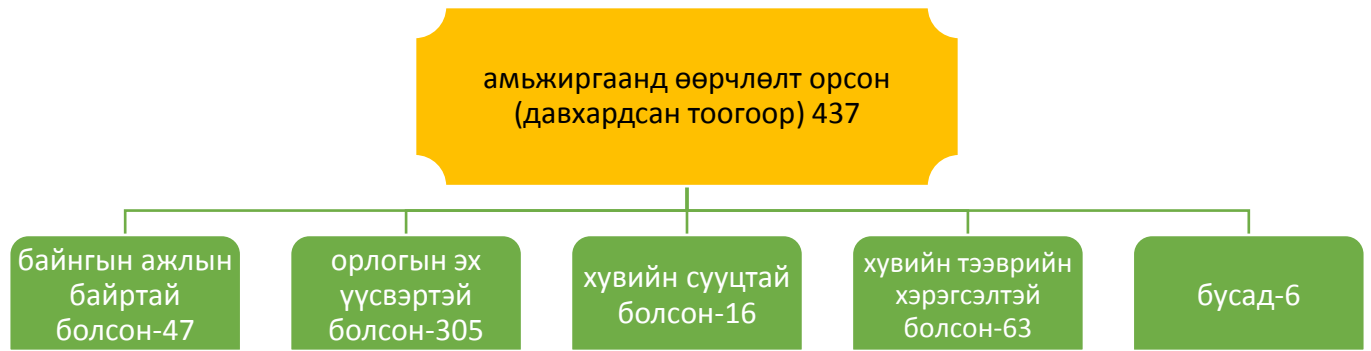 амьжиргаанд өөрчлөлт орсон
(давхардсан тоогоор) 437
байнгын ажлын
байртай
болсон-47
орлогын эх
үүсвэртэй
болсон-305
хувийн сууцтай
болсон-16
хувийн тээврийн
хэрэгсэлтэй
болсон-63
бусад-6